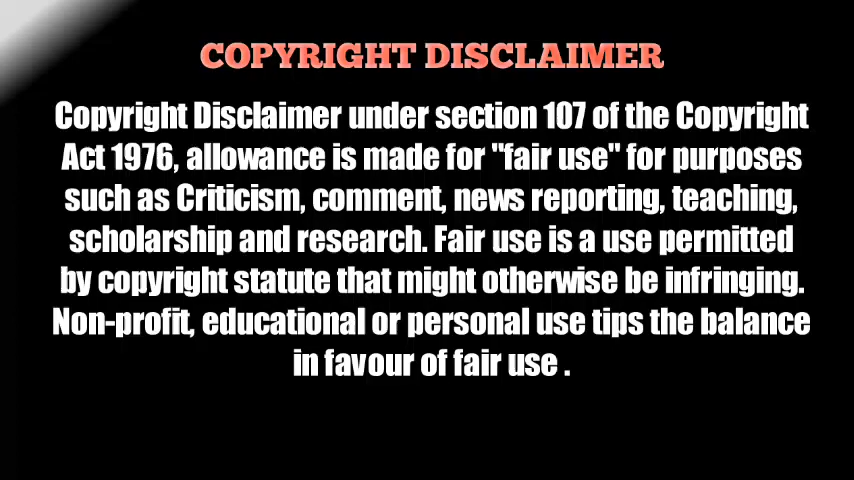 COPYRIGHT DISCLAIMER
Copyright Disclaimer under section 107 of the Copyright
Act 1976, allowance is made for "fair use" for purposes
such as Criticism, comment, news reporting, teaching,
scholarship and research. Fair use is a use permitted
by copyright statute that might otherwise be infringing.
Non-profit, educational or personal use tips the balance
in favour of fair use .